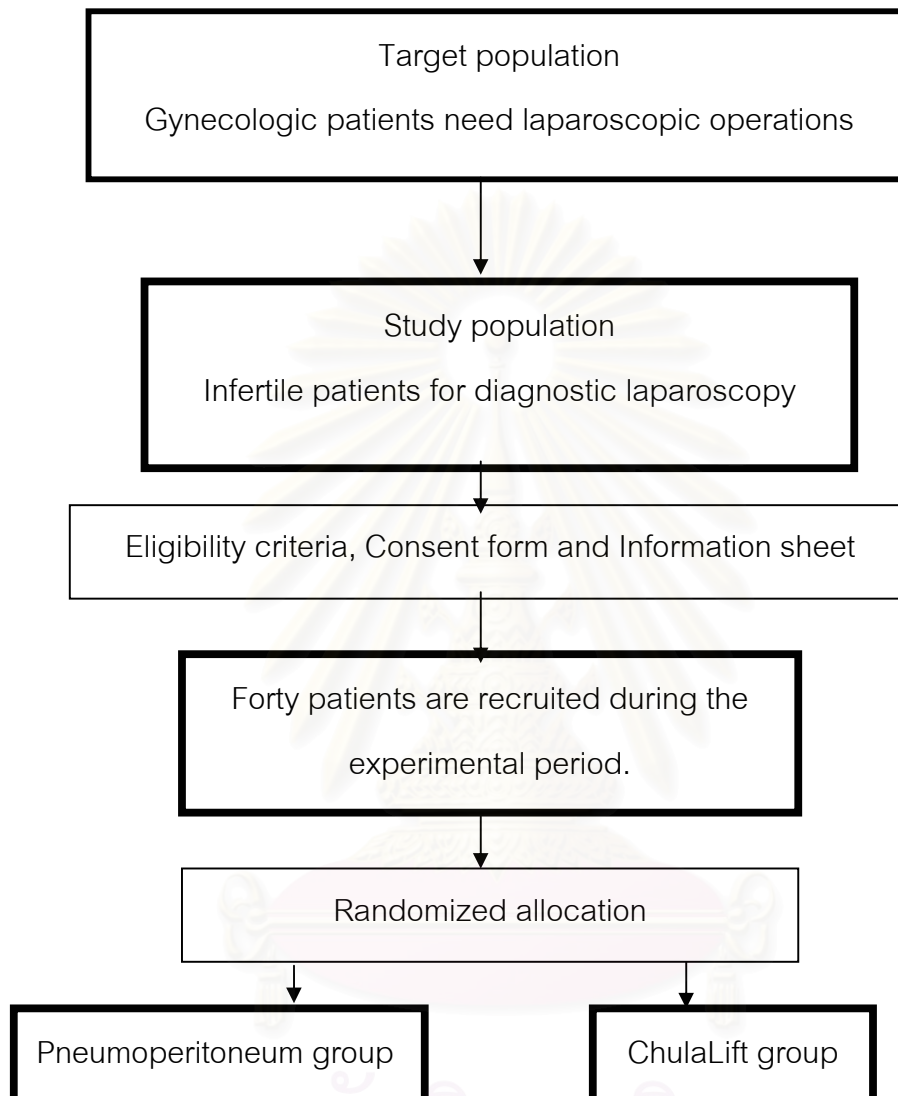 Target population
Gynecologic patients need laparoscopic operations
Study population
Infertile patients for diagnostic laparoscopy
Eligibility criteria, Consent form and Information sheet
Forty patients are recruited during the
experimental period.
Randomized allocation
Pneumoperitoneum group
ChulaLift group